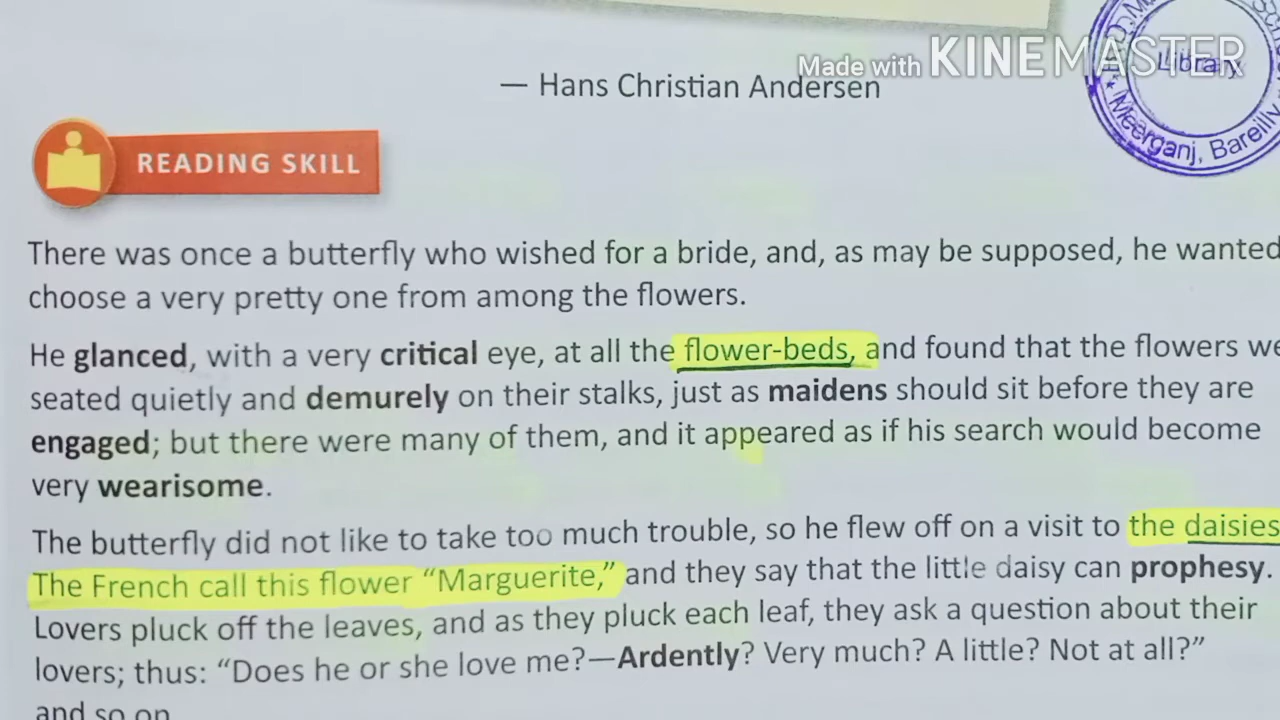 Made with KINEMASTER
— Hans Christian Andersen
Library
Meerganj, Bareilly
READING SKILL
There was once a butterfly who wished for a bride, and, as may be supposed, he wanted
choose a very pretty one from among the flowers.
He glanced, with a very critical eye, at all the flower-beds, and found that the flowers we
seated quietly and demurely on their stalks, just as maidens should sit before they are
engaged; but there were many of them, and it appeared as if his search would become
very wearisome.
The butterfly did not like to take too much trouble, so he flew off on a visit to the daisies
The French call this flower “Marguerite,” and they say that the little daisy can prophesy.
Lovers pluck off the leaves, and as they pluck each leaf, they ask a question about their
lovers; thus: “Does he or she love me?—Ardently? Very much? A little? Not at all?”
and so on